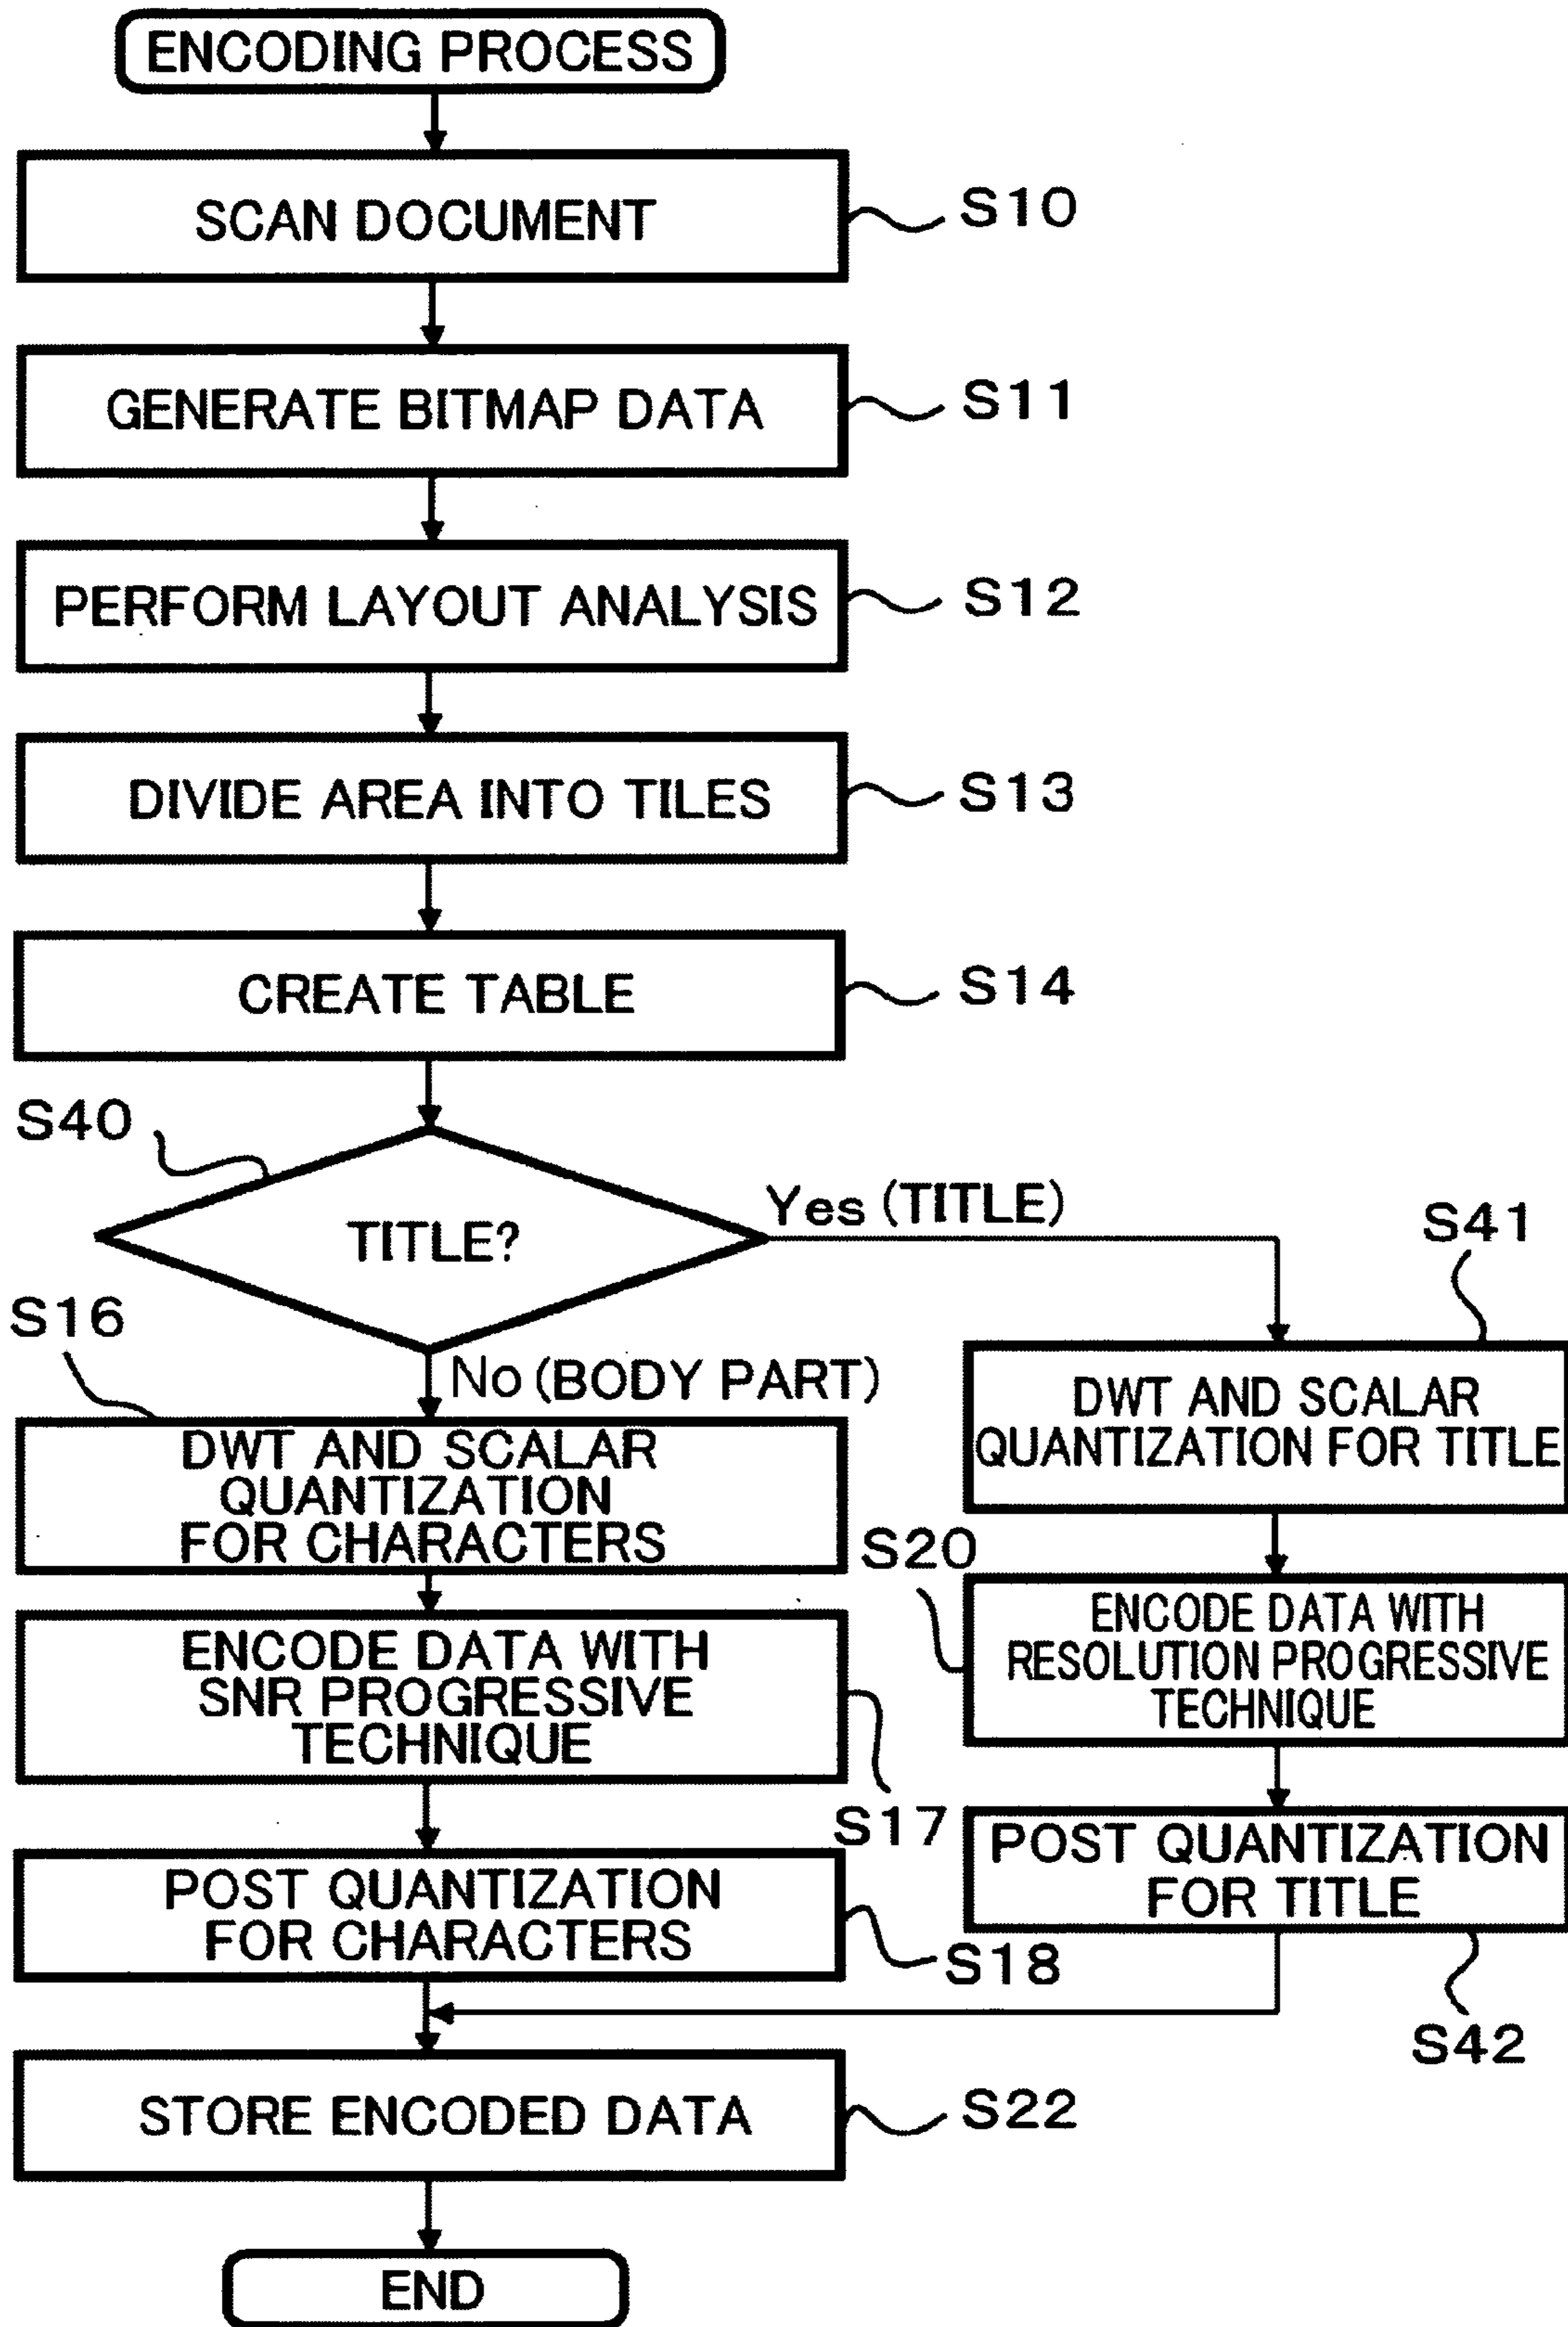 ENCODING PROCESS
SCAN DOCUMENT
S10
GENERATE BITMAP DATA
S11
PERFORM LAYOUT ANALYSIS
S12
DIVIDE AREA INTO TILES
S13
CREATE TABLE
S14
S40
TITLE?
Yes (TITLE)
No (BODY PART)
S16
DWT AND SCALAR
QUANTIZATION
FOR CHARACTERS
ENCODE DATA WITH
SNR PROGRESSIVE
TECHNIQUE
S17
POST QUANTIZATION
FOR CHARACTERS
S18
S41
DWT AND SCALAR
QUANTIZATION FOR TITLE
S20
ENCODE DATA WITH
RESOLUTION PROGRESSIVE
TECHNIQUE
POST QUANTIZATION
FOR TITLE
S42
STORE ENCODED DATA
S22
END